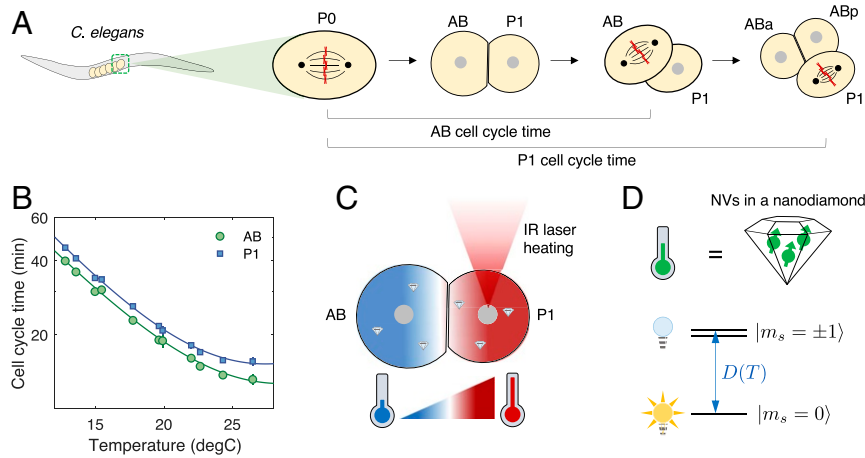 A
C. elegans
P0
AB
P1
AB
P1
ABa
ABp
P1
AB cell cycle time
P1 cell cycle time
B
60
40
20
Cell cycle time (min)
AB
P1
15
20
25
Temperature (degC)
C
IR laser
heating
AB
P1
D
NVs in a nanodiamond
=
|m_s = ±1⟩
D(T)
|m_s = 0⟩